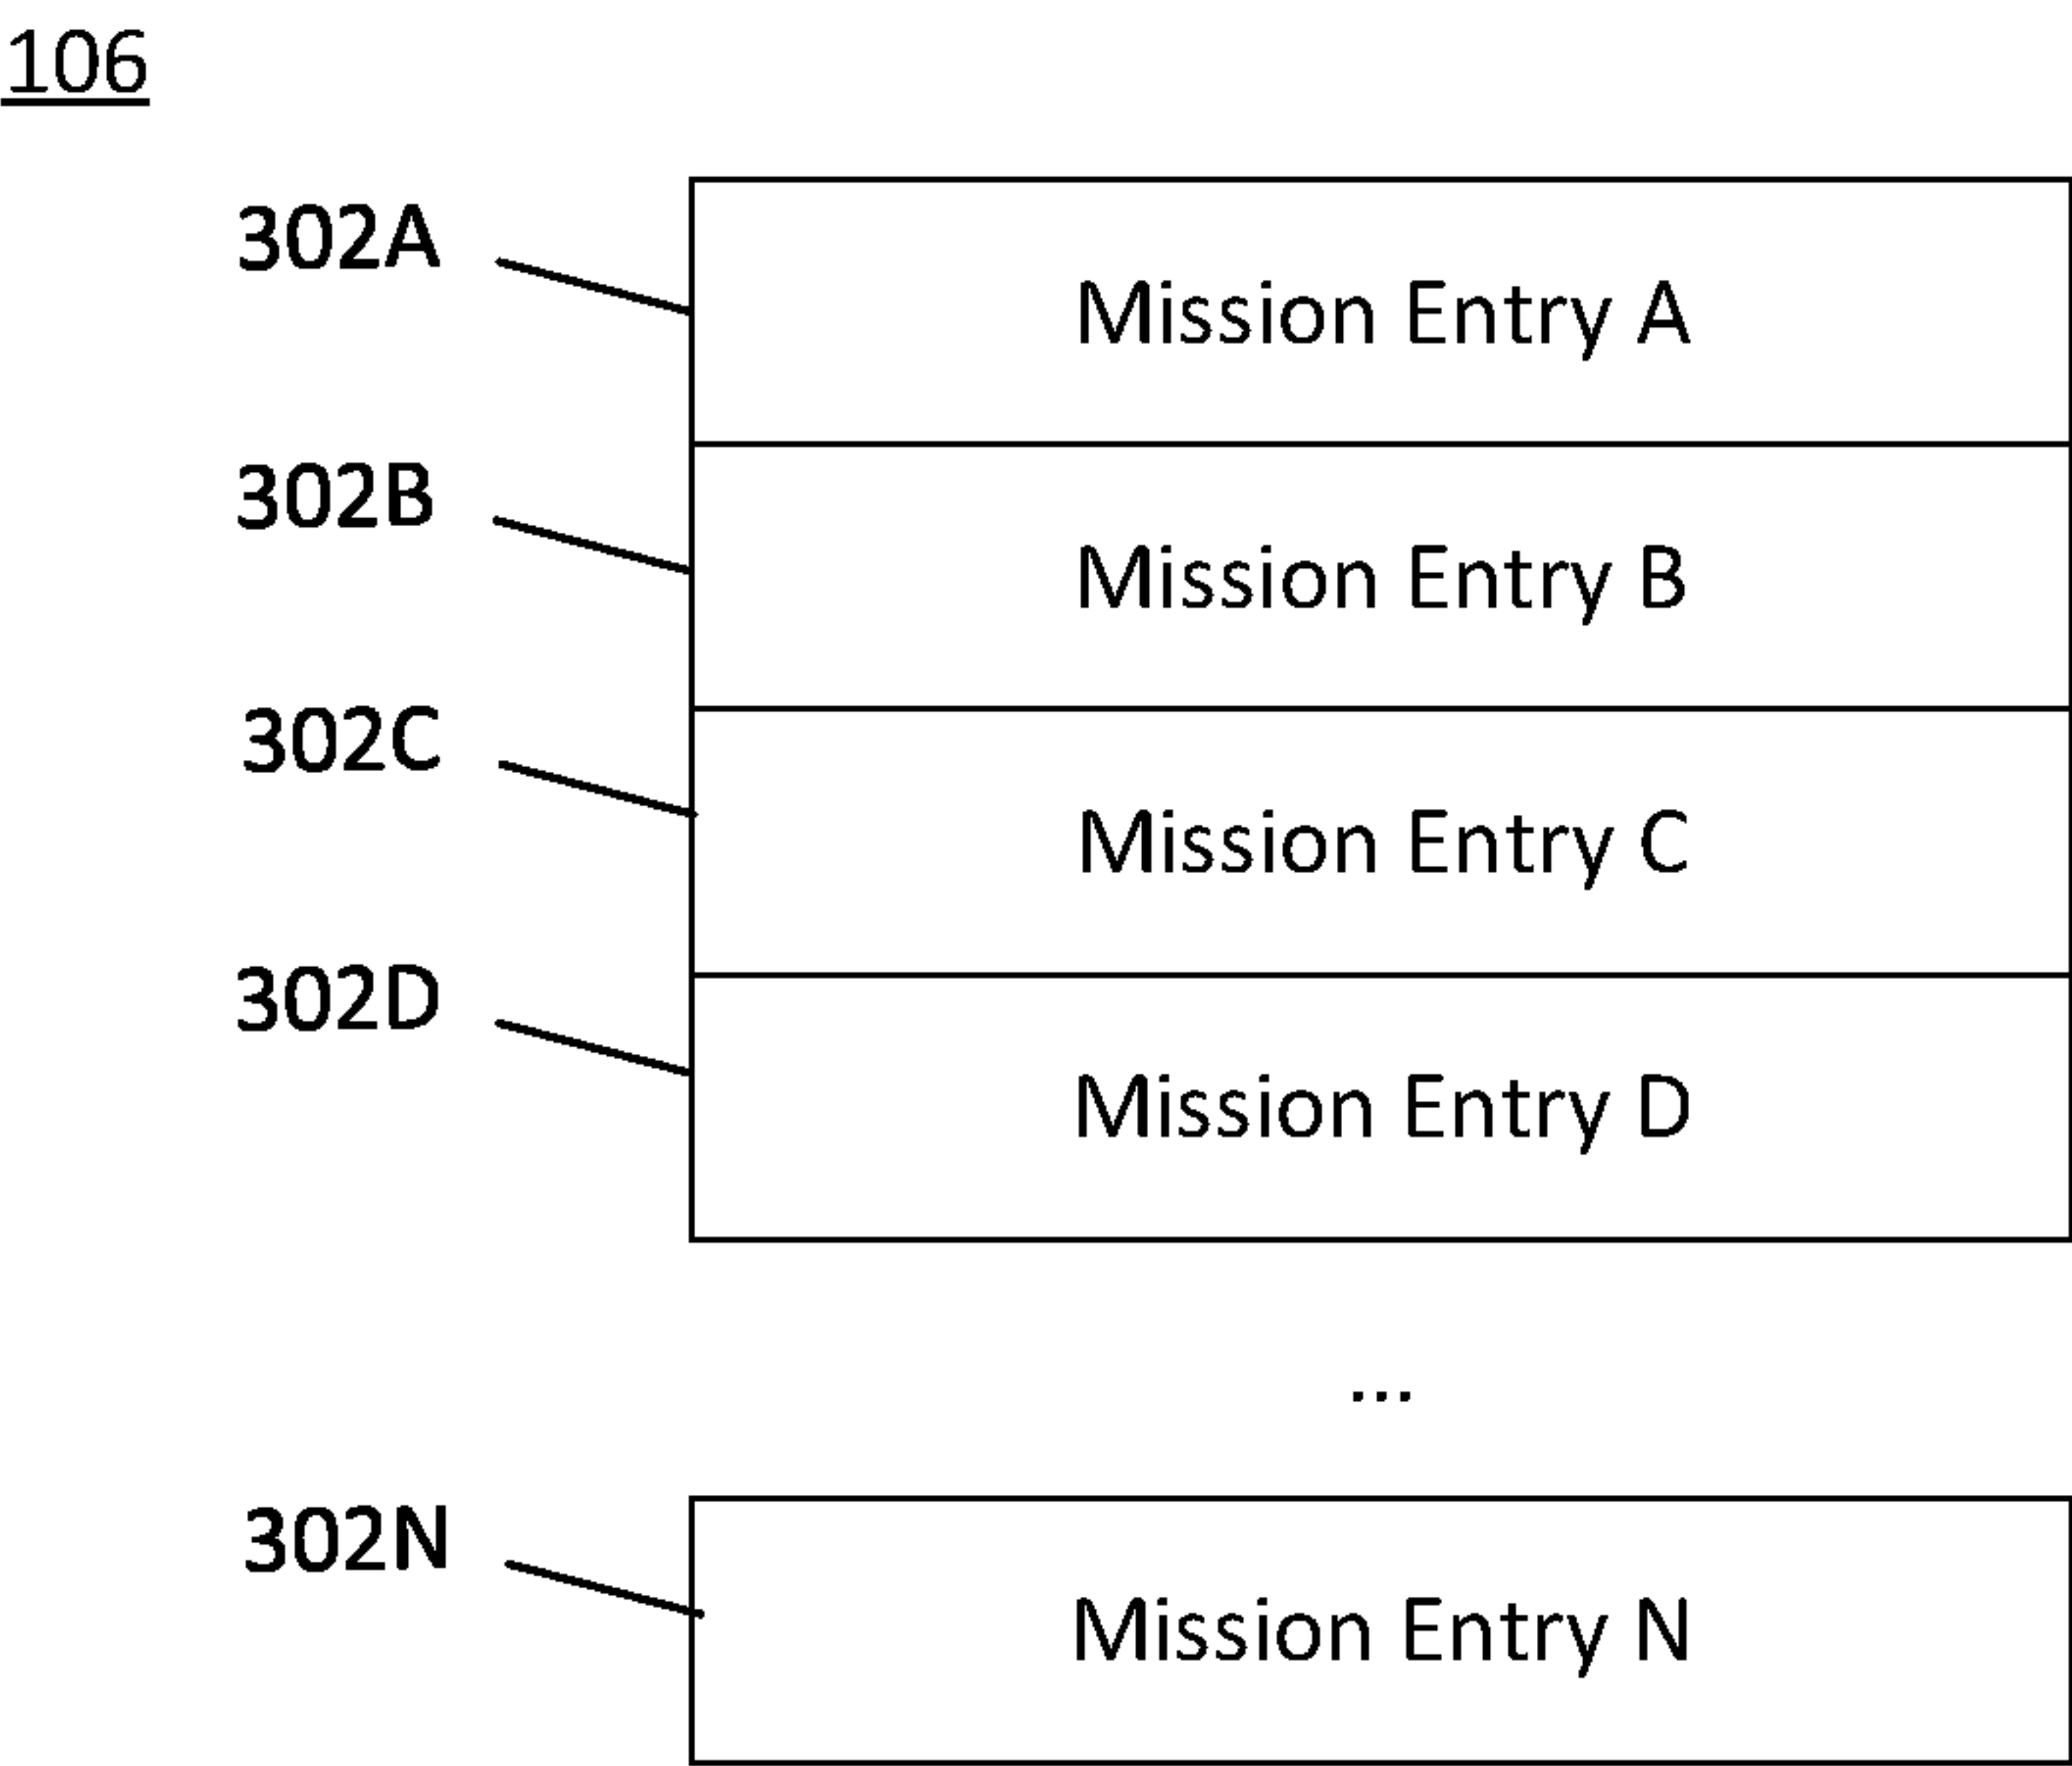 106
302A
Mission Entry A
302B
Mission Entry B
302C
Mission Entry C
302D
Mission Entry D
...
302N
Mission Entry N